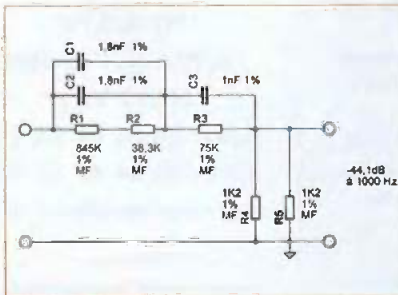 C1
1,8nF 1%
C2
1,8nF 1%
C3
1nF 1%
R1
R2
R3
845K
1%
MF
38,3K
1%
MF
75K
1%
MF
-44,1dB
à 1000 Hz
1K2
1%
MF
R4
R5
1K2
1%
MF